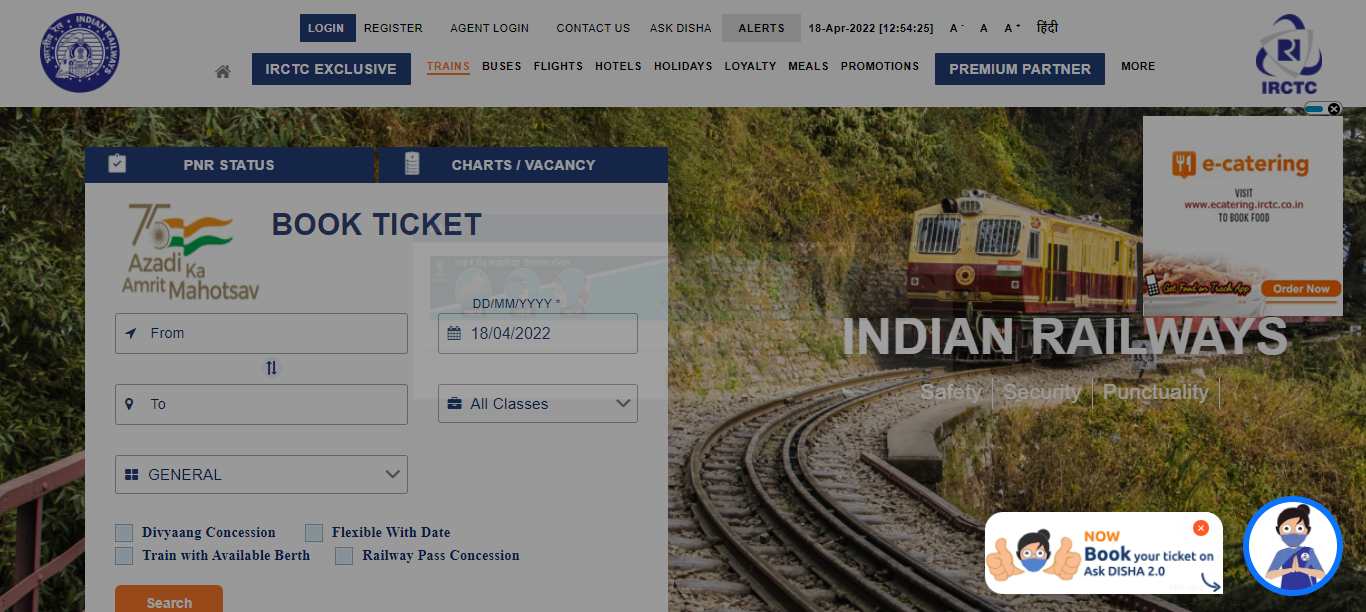 LOGIN REGISTER AGENT LOGIN CONTACT US ASK DISHA ALERTS 18-Apr-2022 [12:54:25] A - A A + हिंदी
IRCTC EXCLUSIVE TRAINS BUSES FLIGHTS HOTELS HOLIDAYS LOYALTY MEALS PROMOTIONS PREMIUM PARTNER MORE
INDIAN RAILWAYS
भारतीय रेल
IRCTC
PNR STATUS CHARTS / VACANCY
75
Azadi Ka
Amrit Mahotsav
BOOK TICKET
DD/MM/YYYY *
From
18/04/2022
To
All Classes
GENERAL
Divyaang Concession Flexible With Date
Train with Available Berth Railway Pass Concession
Search
e-catering
VISIT
www.ecatering.irctc.co.in
TO BOOK FOOD
Get Food on Track App
Order Now
INDIAN RAILWAYS
Safety Security Punctuality
NOW
Book your ticket on
Ask DISHA 2.0